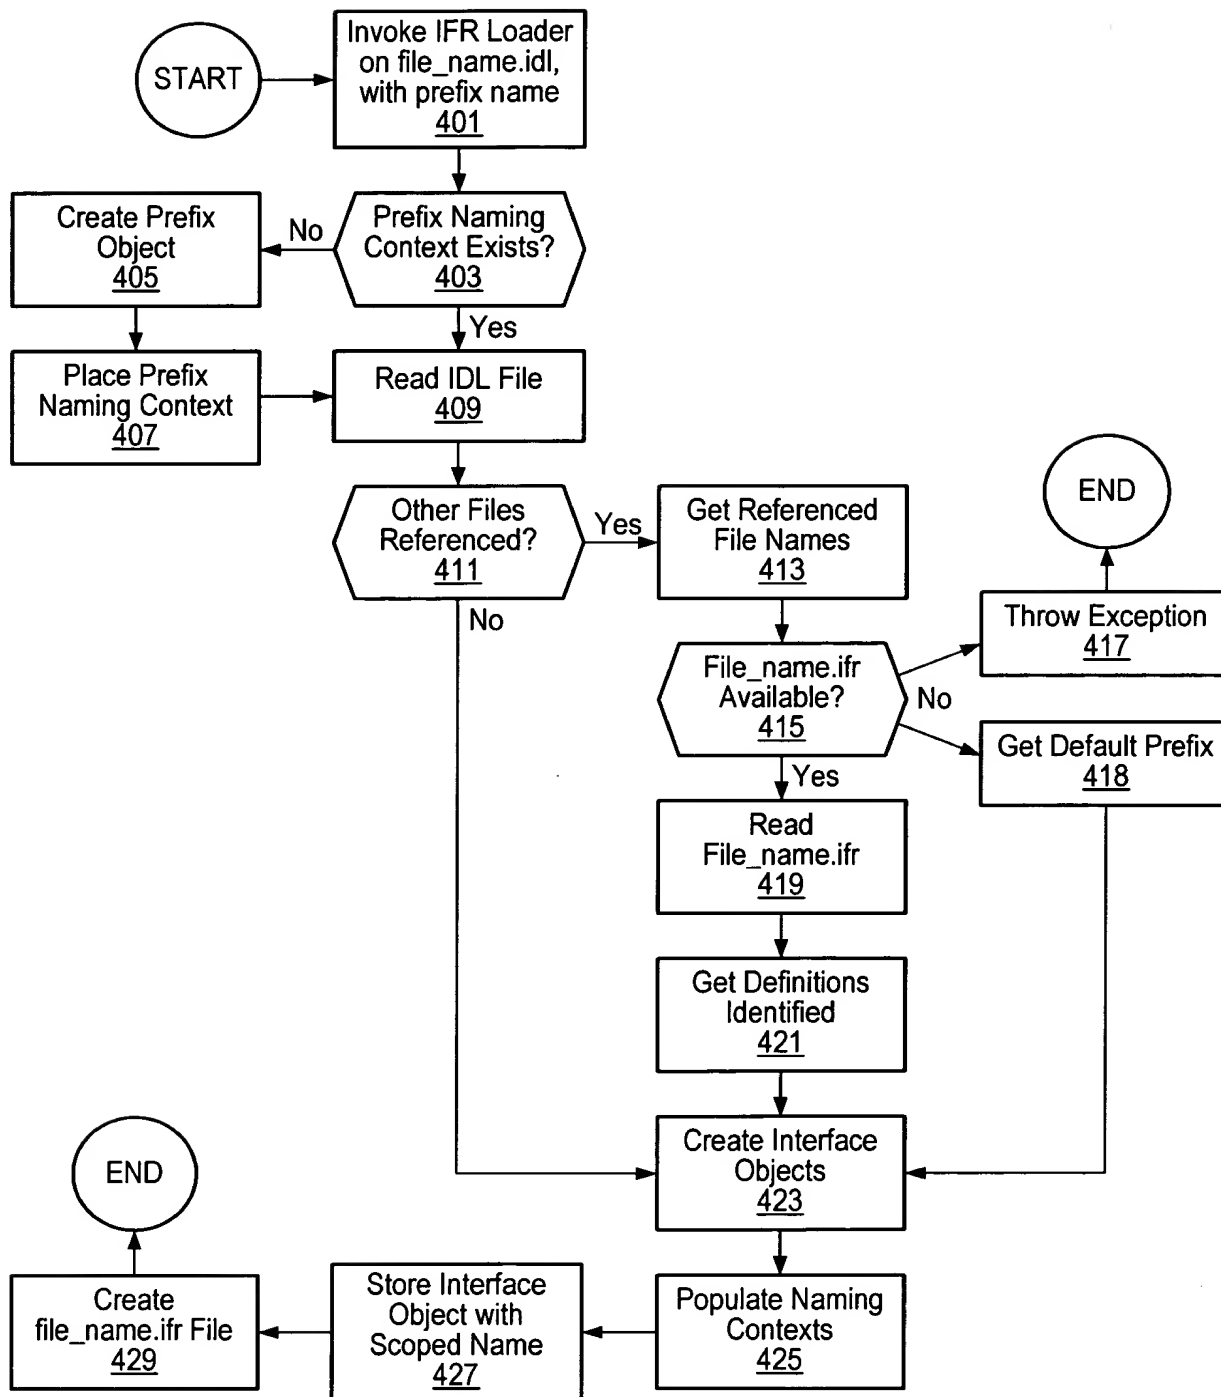 START
Invoke IFR Loader
on file_name.idl,
with prefix name
401
Prefix Naming
Context Exists?
403
No
Yes
Create Prefix
Object
405
Place Prefix
Naming Context
407
Read IDL File
409
Other Files
Referenced?
411
Yes
No
Get Referenced
File Names
413
File_name.ifr
Available?
415
No
Yes
END
Throw Exception
417
Get Default Prefix
418
Read
File_name.ifr
419
Get Definitions
Identified
421
Create Interface
Objects
423
Populate Naming
Contexts
425
Store Interface
Object with
Scoped Name
427
Create
file_name.ifr File
429
END